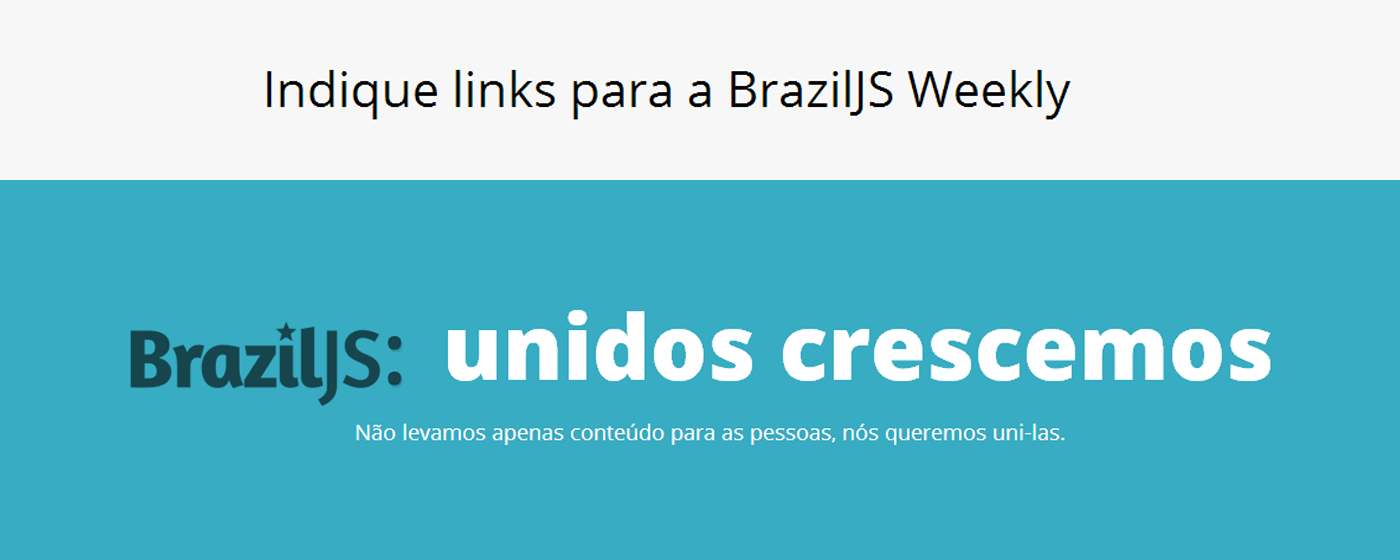 Indique links para a BrazilJS Weekly
BrazilJS: unidos crescemos
Não levamos apenas conteúdo para as pessoas, nós queremos uni-las.